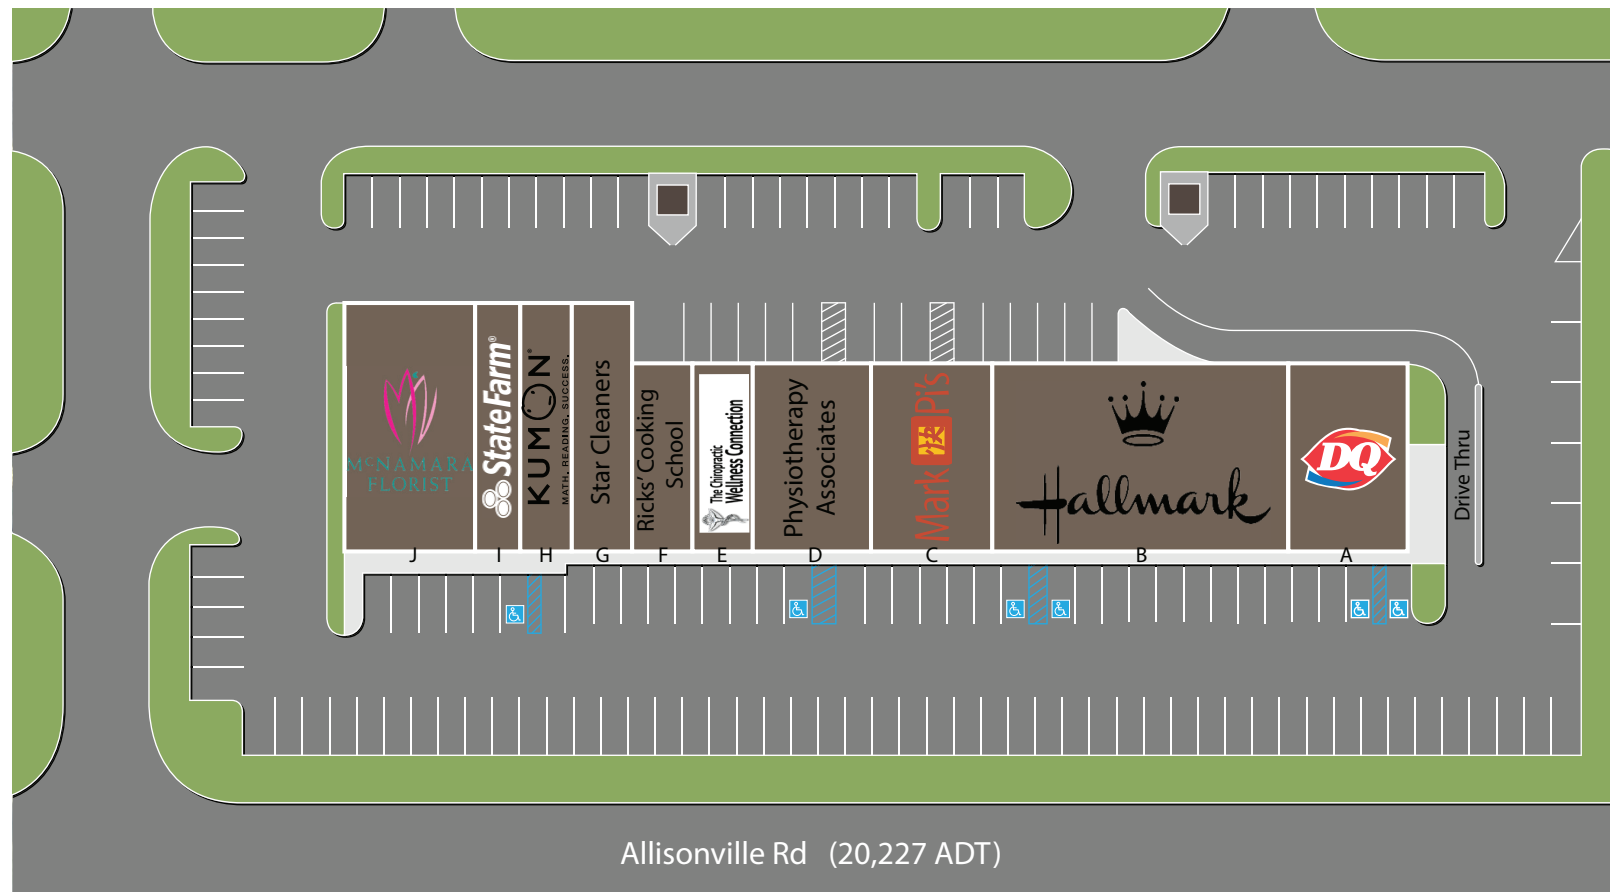 McNAMARA
FLORIST
StateFarm®
KUMON®
MATH. READING. SUCCESS.
Star Cleaners
Ricks' Cooking
School
The Chiropractic
Wellness Connection
Physiotherapy
Associates
Mark Pi's
Hallmark
DQ
Drive Thru
J
I
H
G
F
E
D
C
B
A
Allisonville Rd (20,227 ADT)